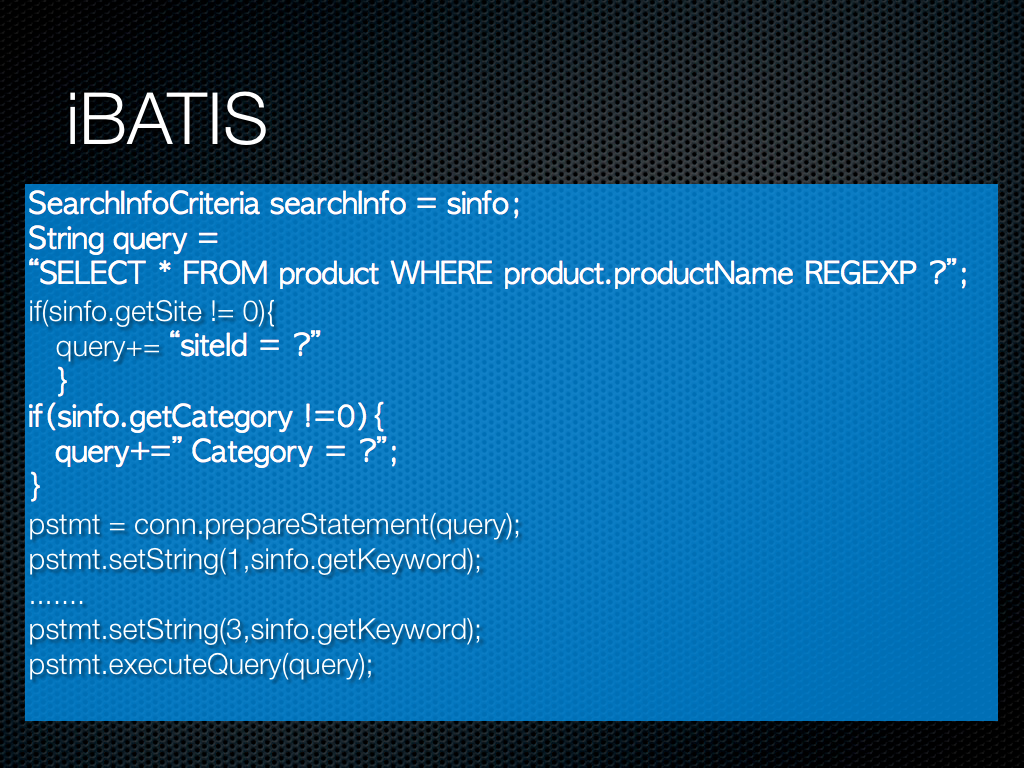 iBATIS
SearchInfoCriteria searchInfo = sinfo;
String query =
“SELECT * FROM product WHERE product.productName REGEXP ?”;
if(sinfo.getSite != 0){
query+= “siteId = ?”
}
if(sinfo.getCategory !=0){
query+=” Category = ?”;
}
pstmt = conn.prepareStatement(query);
pstmt.setString(1,sinfo.getKeyword);
.......
pstmt.setString(3,sinfo.getKeyword);
pstmt.executeQuery(query);